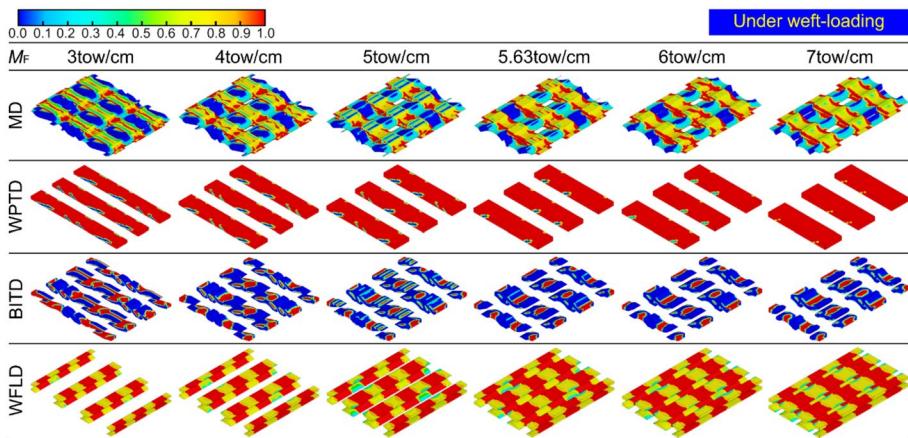 Under weft-loading
0.0 0.1 0.2 0.3 0.4 0.5 0.6 0.7 0.8 0.9 1.0
MF 3tow/cm 4tow/cm 5tow/cm 5.63tow/cm 6tow/cm 7tow/cm
MD
WPTD
BITD
WFLD